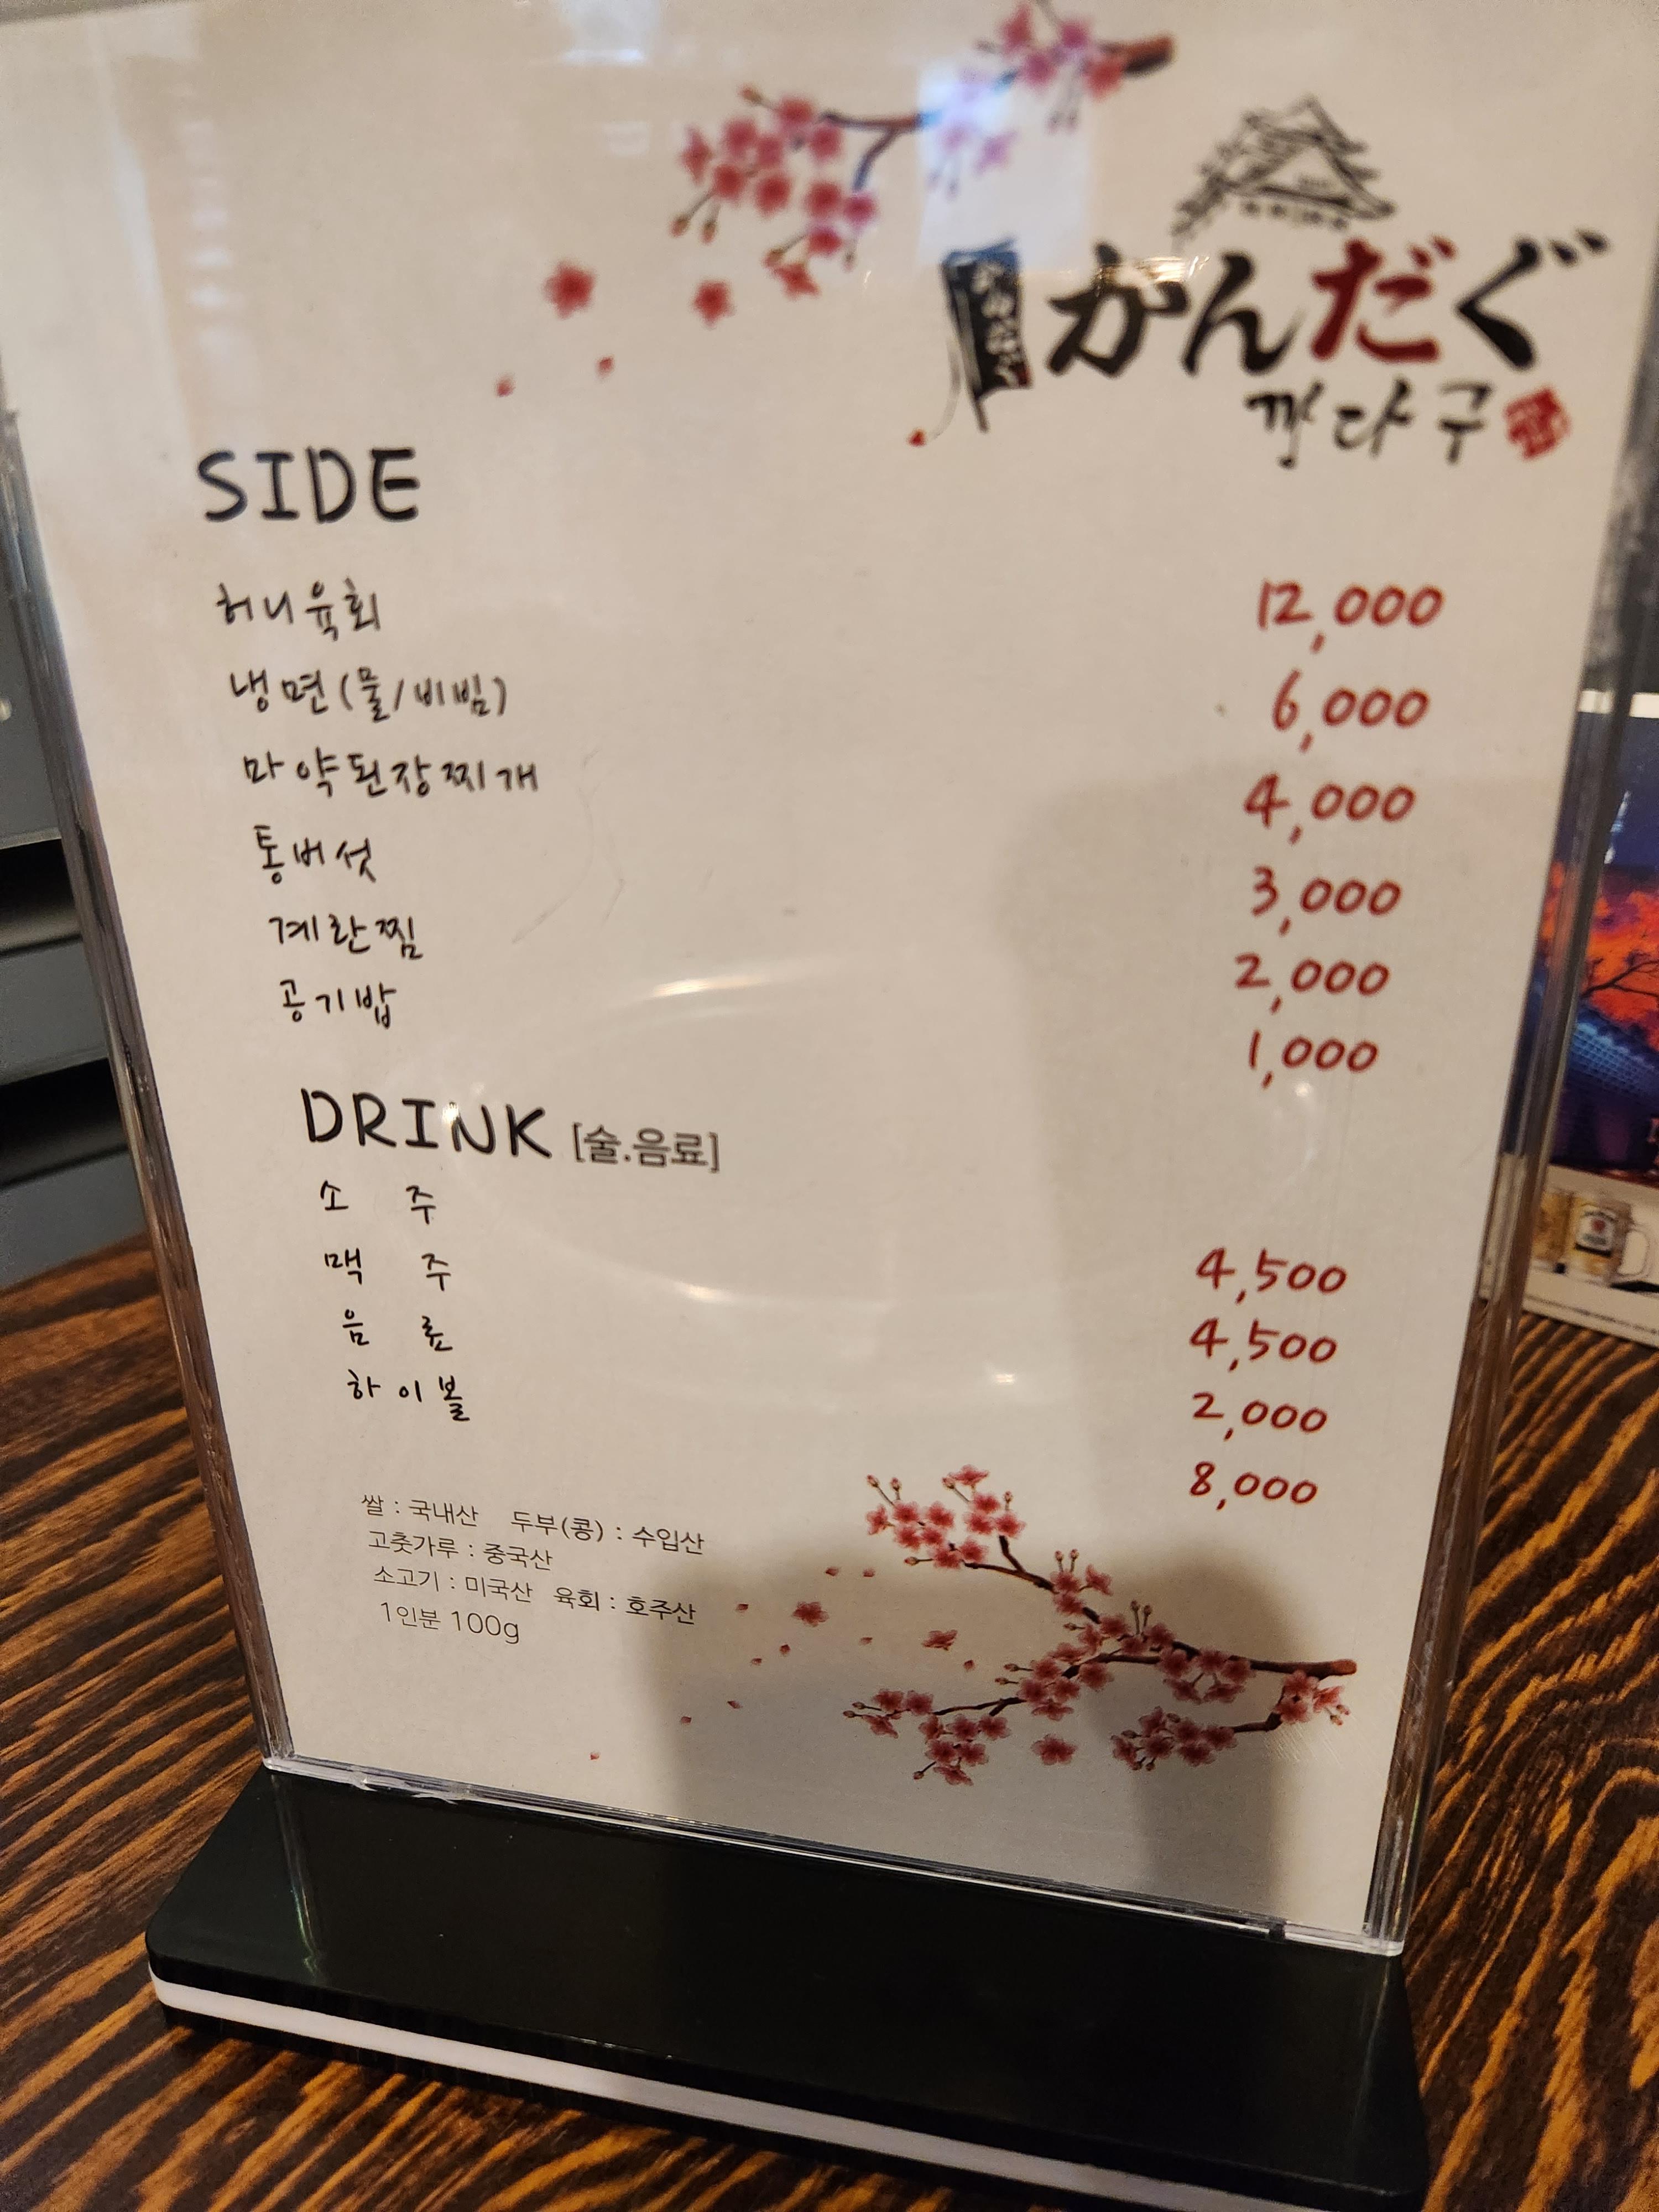 かんだぐ
깐다구
SIDE
허니육회 12,000
냉면(물/비빔) 6,000
마약된장찌개 4,000
통버섯 3,000
계란찜 2,000
공기밥 1,000
DRINK [술.음료]
소 주 4,500
맥 주 4,500
음 료 2,000
하이볼 8,000
쌀 : 국내산 두부(콩) : 수입산
고춧가루 : 중국산
소고기 : 미국산 육회 : 호주산
1인분 100g